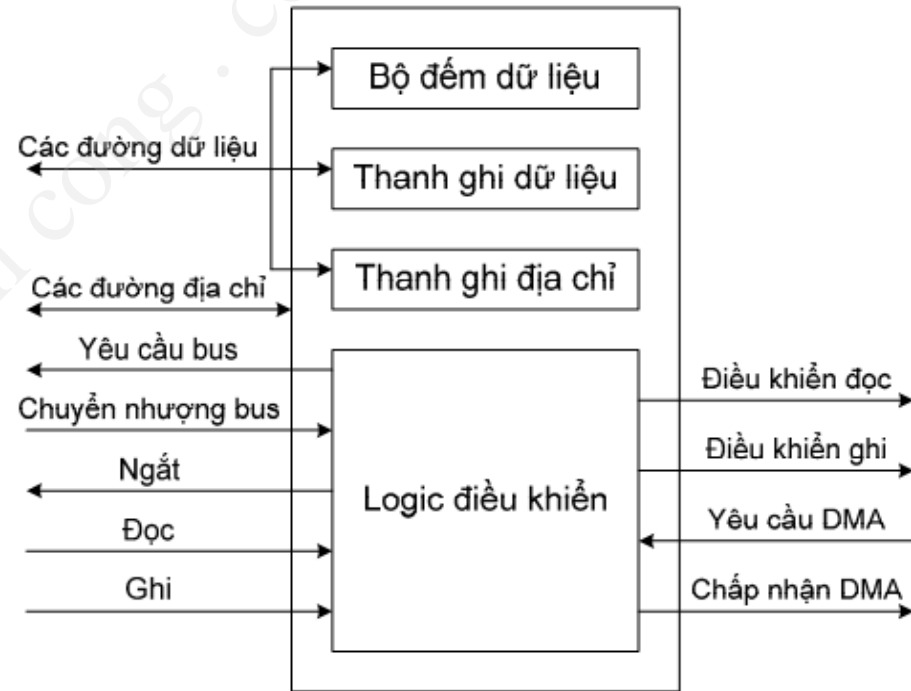 Bộ đếm dữ liệu
Các đường dữ liệu
Thanh ghi dữ liệu
Thanh ghi địa chỉ
Các đường địa chỉ
Yêu cầu bus
Chuyển nhượng bus
Ngắt
Đọc
Ghi
Logic điều khiển
Điều khiển đọc
Điều khiển ghi
Yêu cầu DMA
Chấp nhận DMA
cong . c